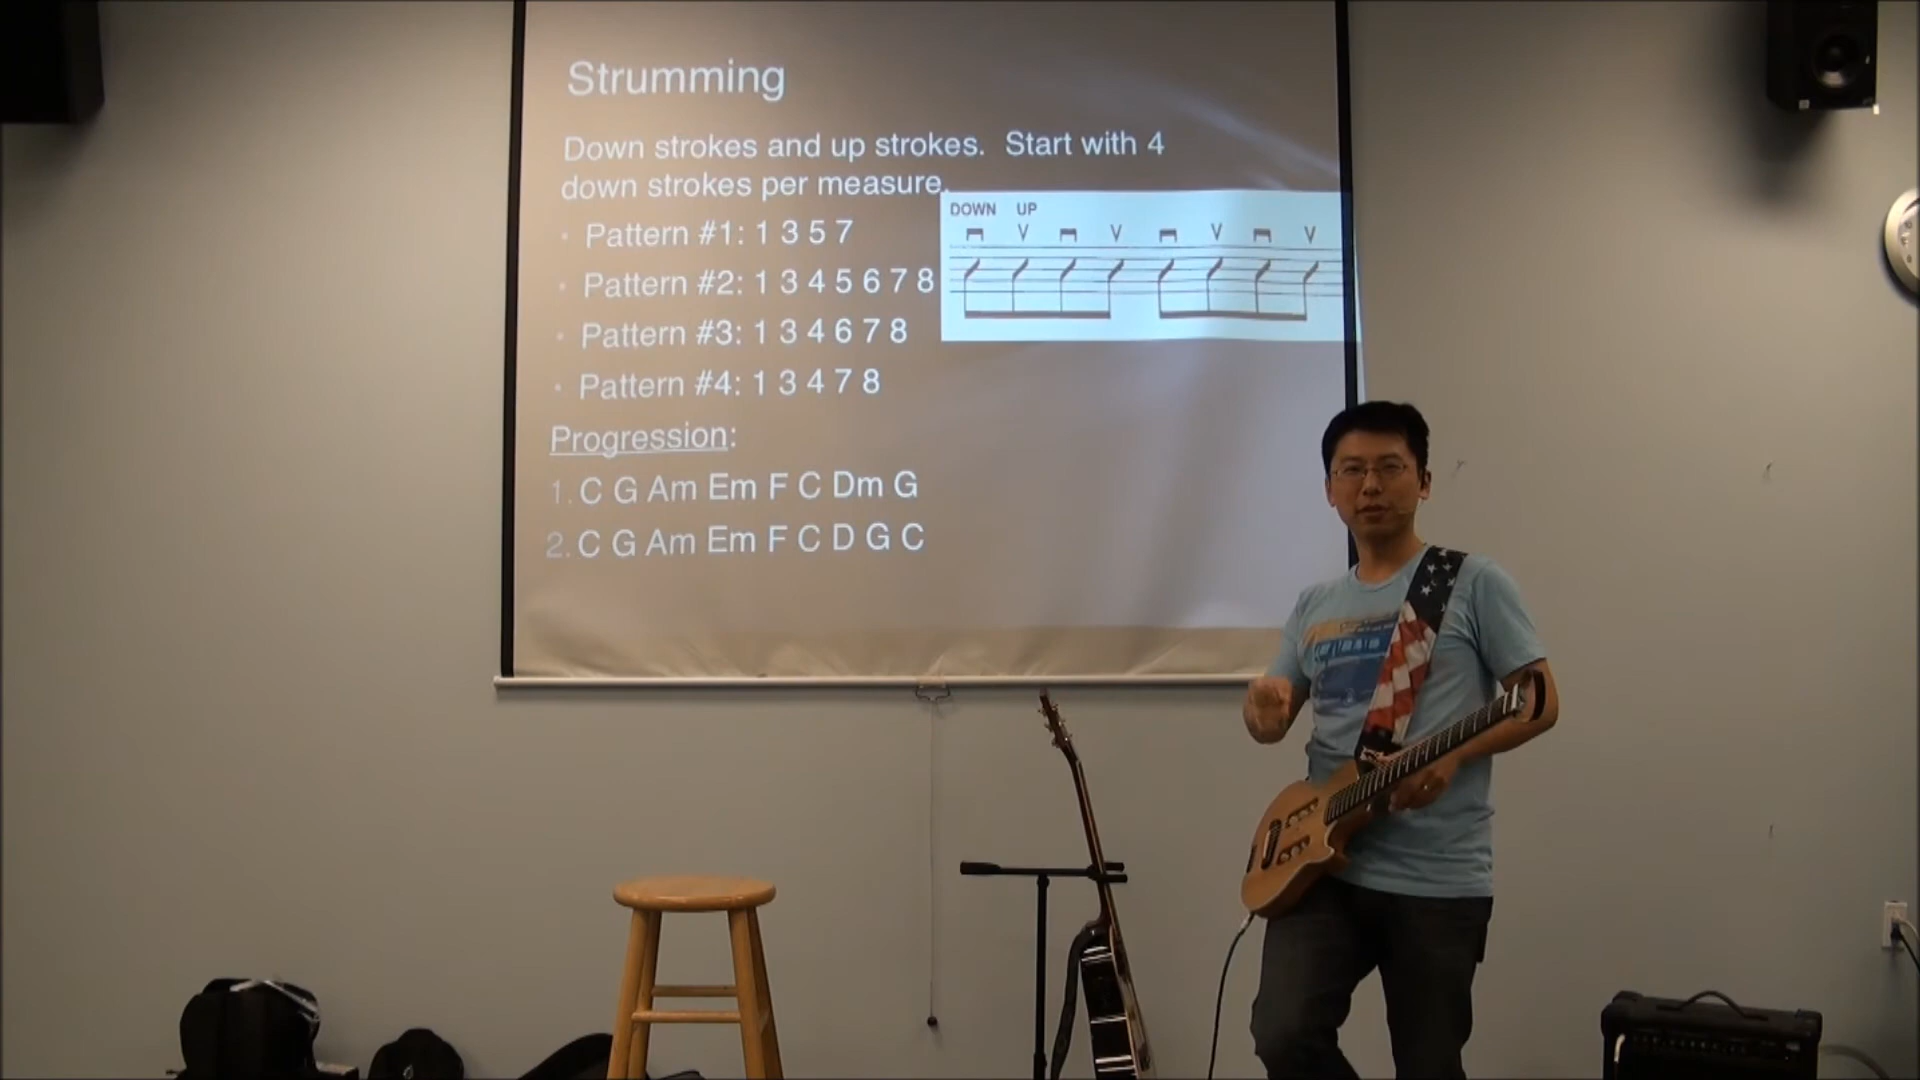 Strumming
Down strokes and up strokes. Start with 4
down strokes per measure.
DOWN UP
· Pattern #1: 1 3 5 7
· Pattern #2: 1 3 4 5 6 7 8
· Pattern #3: 1 3 4 6 7 8
· Pattern #4: 1 3 4 7 8
Progression:
1. C G Am Em F C Dm G
2. C G Am Em F C D G C